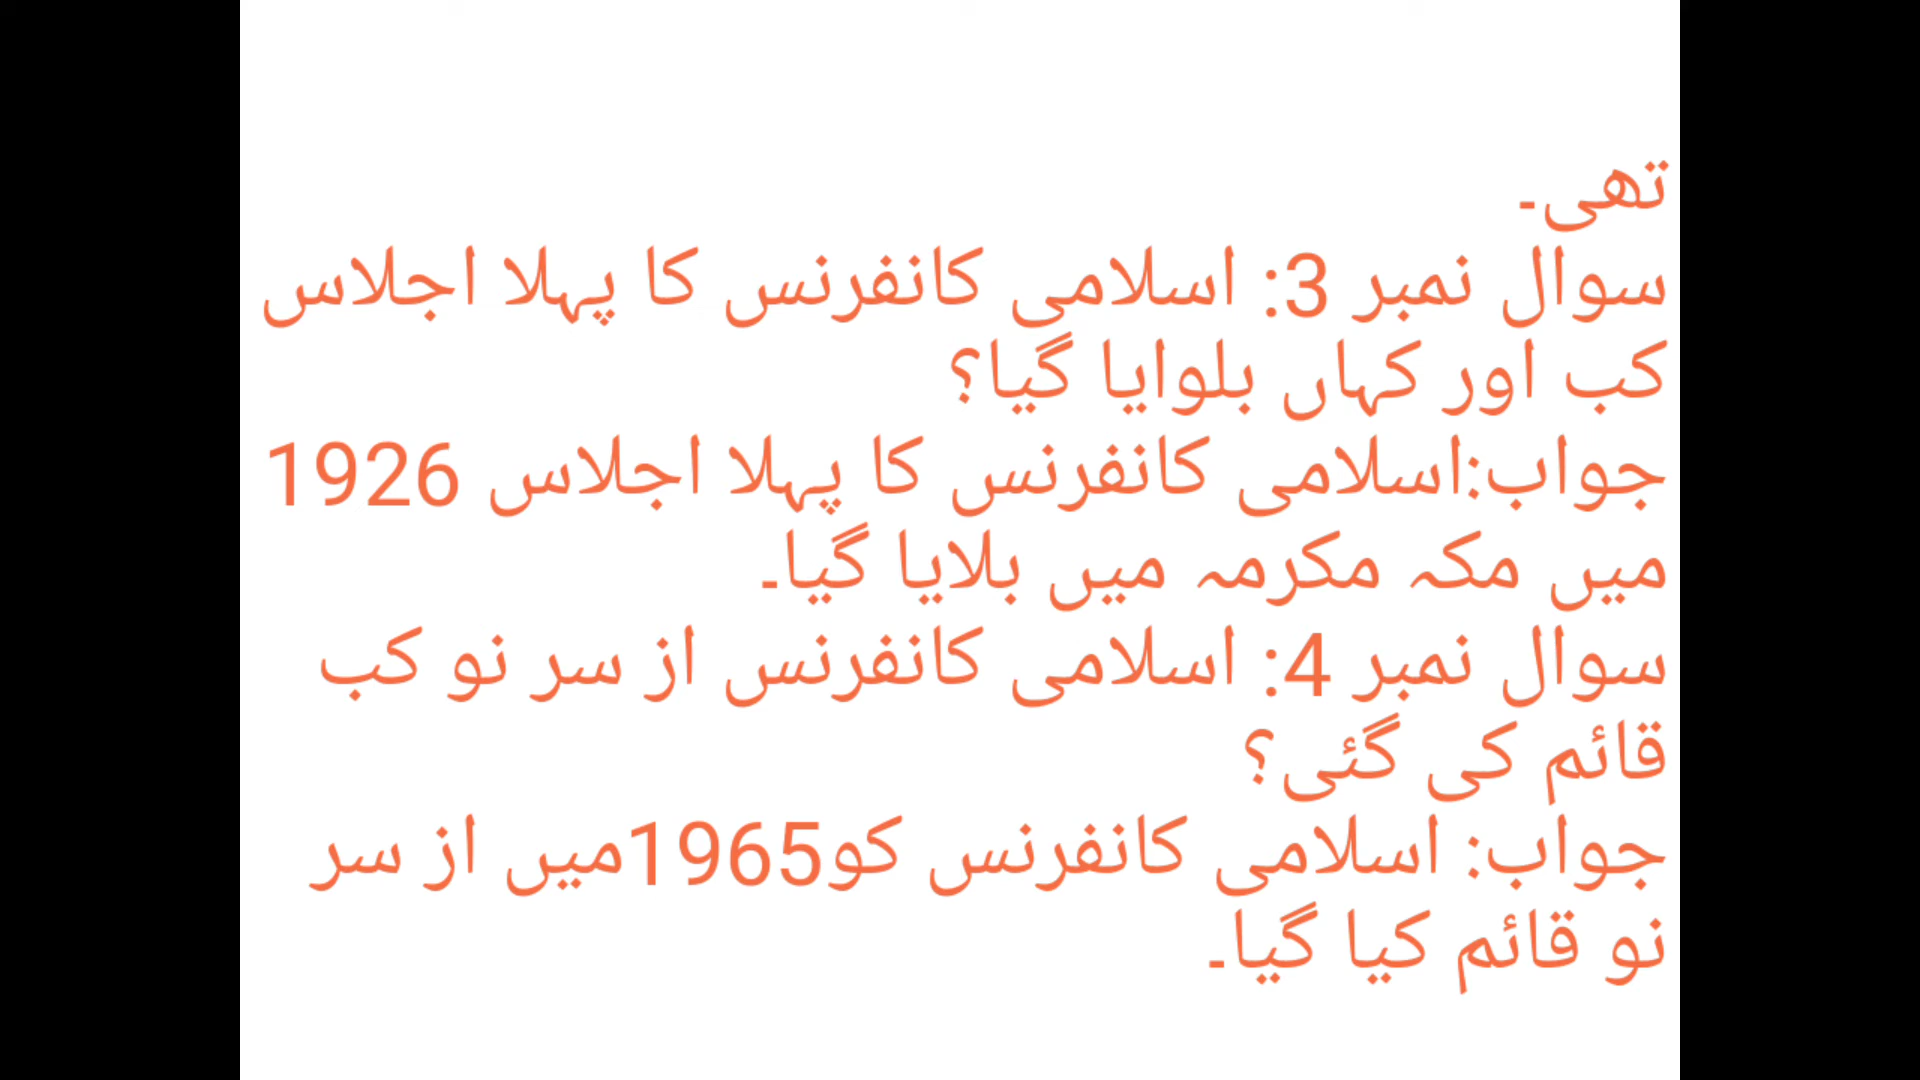 تھی۔
سوال نمبر 3: اسلامی کانفرنس کا پہلا اجلاس
کب اور کہاں بلوایا گیا؟
جواب:اسلامی کانفرنس کا پہلا اجلاس 1926
میں مکہ مکرمہ میں بلایا گیا۔
سوال نمبر 4: اسلامی کانفرنس از سر نو کب
قائم کی گئی؟
جواب: اسلامی کانفرنس کو1965میں از سر
نو قائم کیا گیا۔